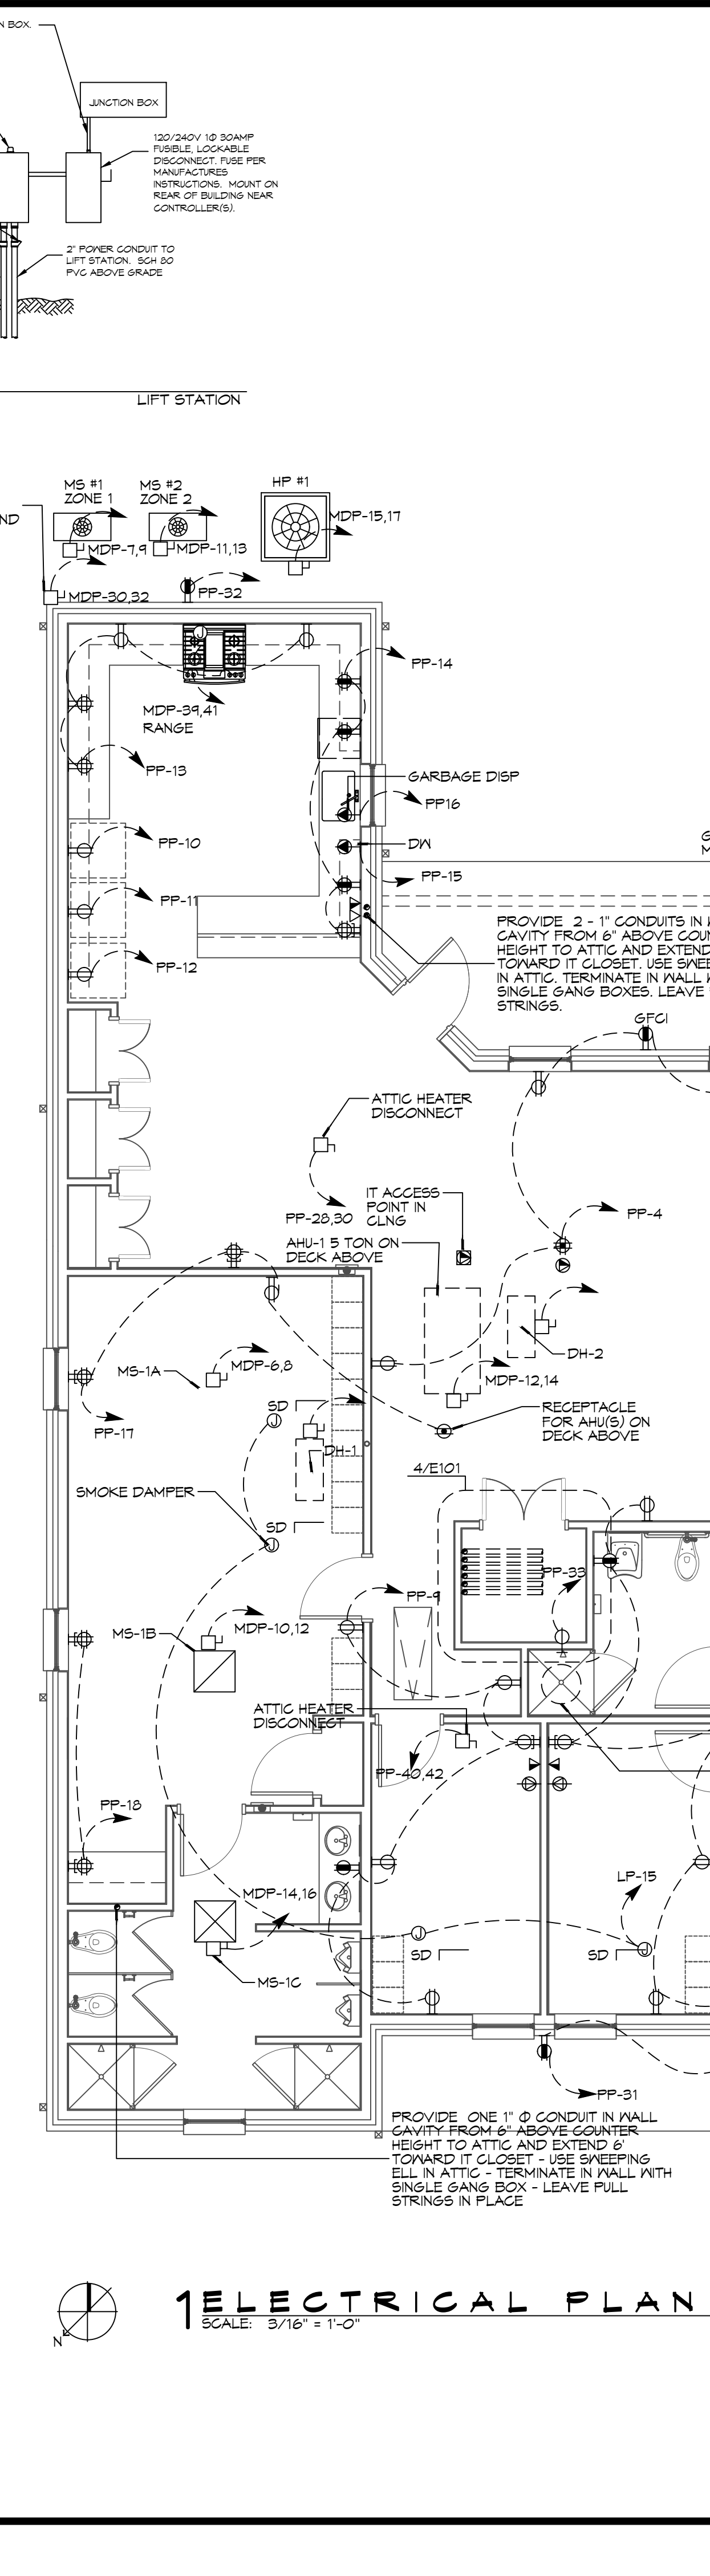 N BOX.
JUNCTION BOX
120/240V 1Φ 30AMP
FUSIBLE, LOCKABLE
DISCONNECT. FUSE PER
MANUFACTURES
INSTRUCTIONS. MOUNT ON
REAR OF BUILDING NEAR
CONTROLLER(S).
2" POWER CONDUIT TO
LIFT STATION. SCH 80
PVC ABOVE GRADE
LIFT STATION
MS #1
ZONE 1
MS #2
ZONE 2
HP #1
ND
MDP-15,17
MDP-7,9
MDP-11,13
MDP-30,32
PP-32
PP-14
MDP-39,41
RANGE
PP-13
GARBAGE DISP
PP16
PP-10
DW
PP-15
PP-11
PP-12
PROVIDE 2 - 1" CONDUITS IN
CAVITY FROM 6" ABOVE COUN
HEIGHT TO ATTIC AND EXTEND
TOWARD IT CLOSET. USE SWEE
IN ATTIC. TERMINATE IN WALL W
SINGLE GANG BOXES. LEAVE
STRINGS.
GFCI
ATTIC HEATER
DISCONNECT
PP-28,30
IT ACCESS
POINT IN
CLNG
PP-4
AHU-1 5 TON ON
DECK ABOVE
MS-1A
MDP-6,8
DH-2
MDP-12,14
PP-17
SD
RECEPTACLE
FOR AHU(S) ON
DECK ABOVE
DH-1
4/E101
SMOKE DAMPER
SD
PP-33
PP-9
MS-1B
MDP-10,12
ATTIC HEATER
DISCONNECT
PP-40,42
PP-18
MDP-14,16
LP-15
SD
SD
MS-1C
PP-31
PROVIDE ONE 1" Φ CONDUIT IN WALL
CAVITY FROM 6" ABOVE COUNTER
HEIGHT TO ATTIC AND EXTEND 6'
TOWARD IT CLOSET - USE SWEEPING
ELL IN ATTIC - TERMINATE IN WALL WITH
SINGLE GANG BOX - LEAVE PULL
STRINGS IN PLACE
N
1 ELECTRICAL PLAN
SCALE: 3/16" = 1'-0"